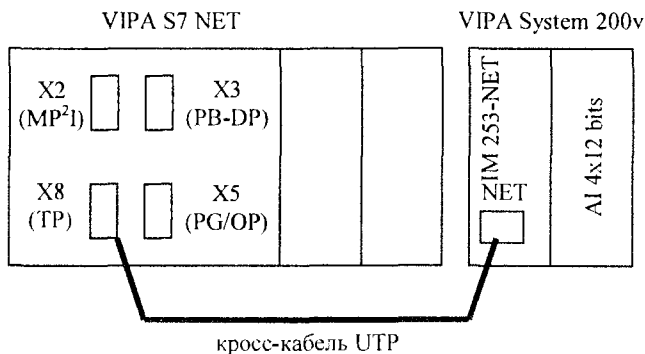 VIPA S7 NET
VIPA System 200v
X2
(MP²I)
X3
(PB-DP)
X8
(TP)
X5
(PG/OP)
IM 253-NET
NET
AI 4x12 bits
кросс-кабель UTP